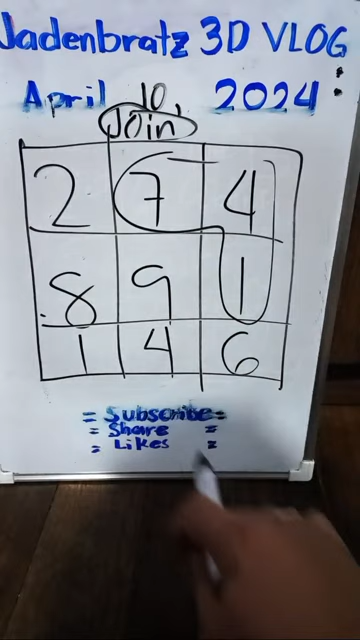 Jadenbratz 3D VLOG :
April 10, 2024 :
Join
2 7 4
8 9 1
1 4 6
= Subscribe =
= Share =
= Likes =